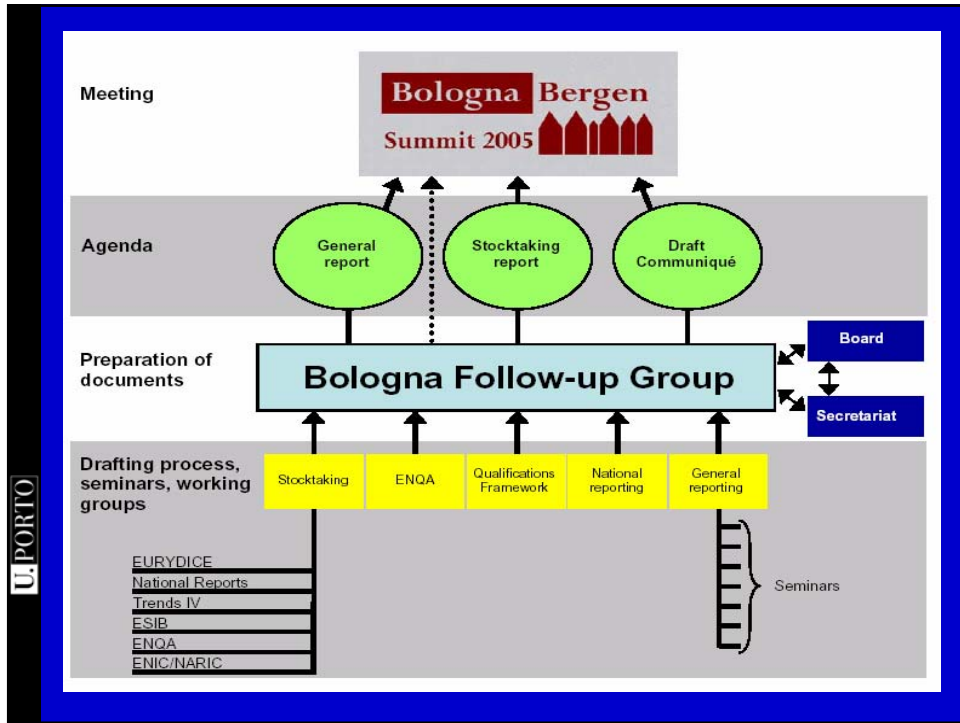 Meeting
Bologna Bergen
Summit 2005
Agenda
General
report
Stocktaking
report
Draft
Communiqué
Preparation of
documents
Bologna Follow-up Group
Board
Secretariat
Drafting process,
seminars, working
groups
Stocktaking
ENQA
Qualifications
Framework
National
reporting
General
reporting
EURYDICE
National Reports
Trends IV
ESIB
ENQA
ENIC/NARIC
Seminars
U.PORTO